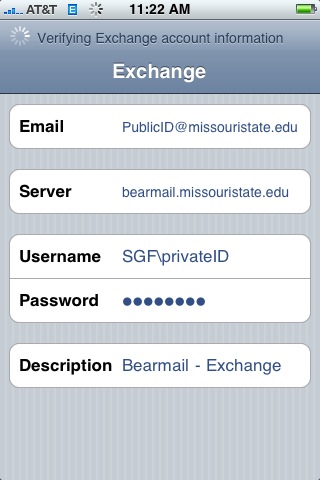 AT&T E 11:22 AM
Verifying Exchange account information
Exchange
Email PublicID@missouristate.edu
Server bearmail.missouristate.edu
Username SGF\privateID
Password ●●●●●●●●
Description Bearmail - Exchange